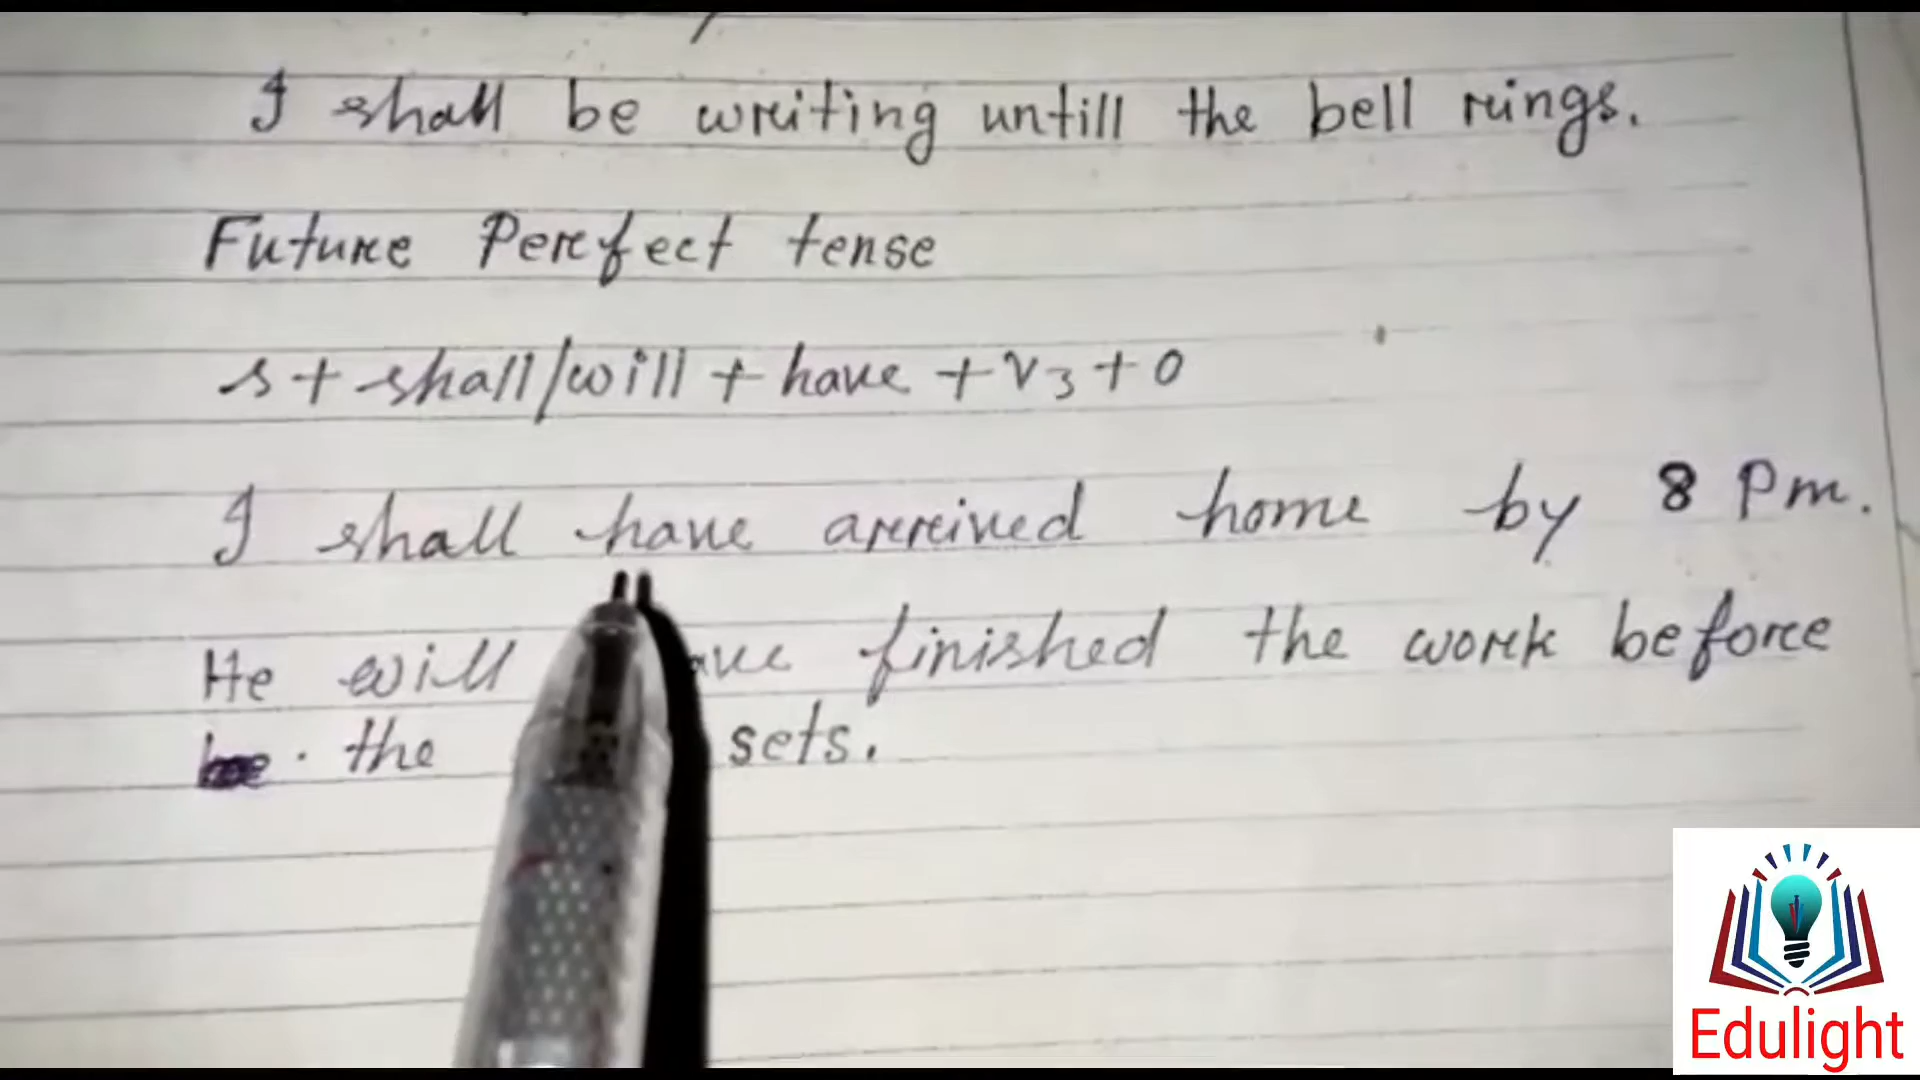 I shall be writing untill the bell rings.
Future Perfect tense
s + shall/will + have + v3 + o
I shall have arrived home by 8 Pm.
He will have finished the work before
the sets.
Edulight